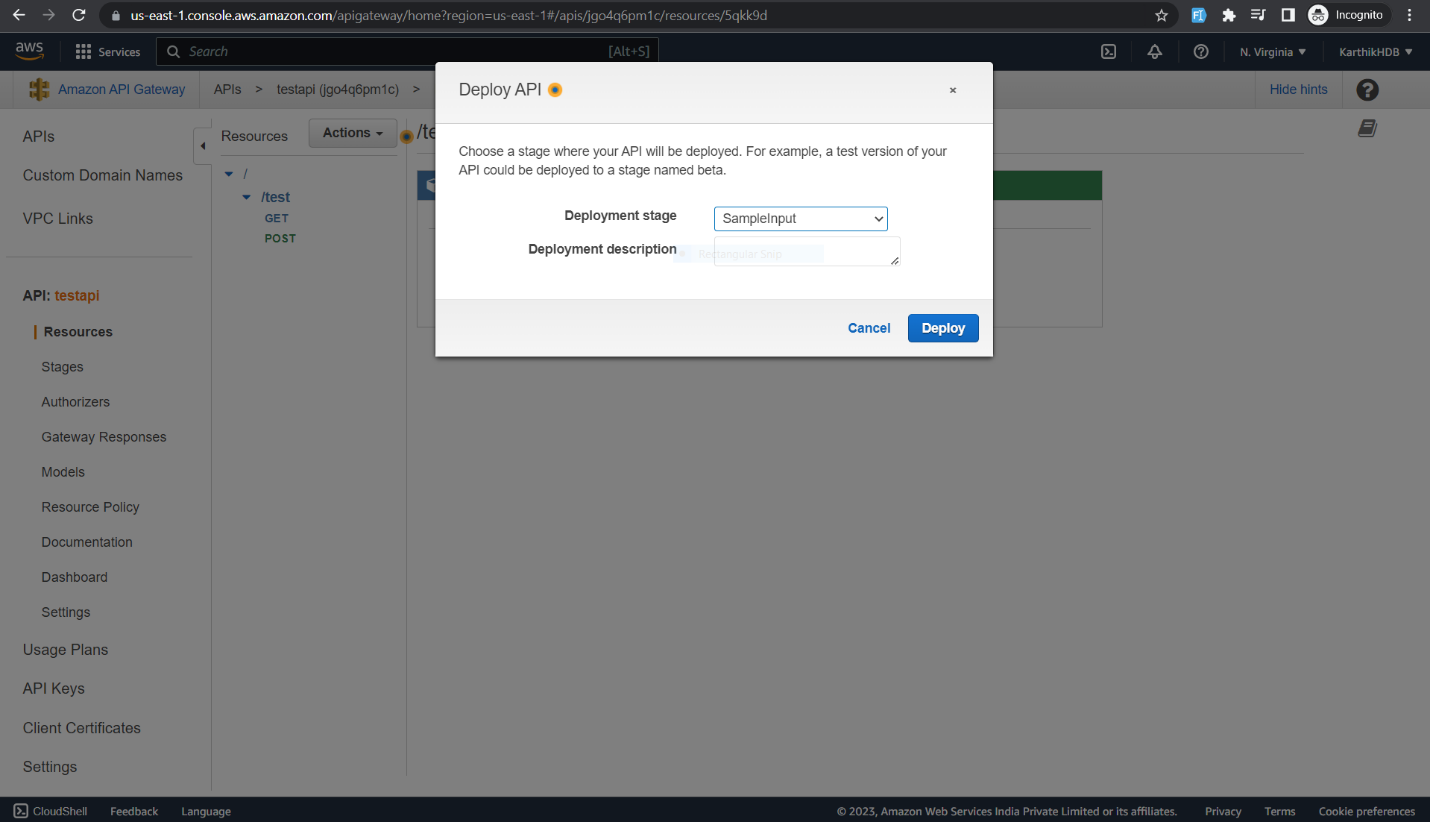 us-east-1.console.aws.amazon.com/apigateway/home?region=us-east-1#/apis/jgo4q6pm1c/resources/5qkk9d
Incognito
aws
Services
Search
[Alt+S]
N. Virginia
KarthikHDB
Amazon API Gateway
APIs > testapi (jgo4q6pm1c) >
Hide hints
APIs
Custom Domain Names
VPC Links
API: testapi
Resources
Stages
Authorizers
Gateway Responses
Models
Resource Policy
Documentation
Dashboard
Settings
Usage Plans
API Keys
Client Certificates
Settings
Resources
Actions
/te
/
/test
GET
POST
Deploy API
×
Choose a stage where your API will be deployed. For example, a test version of your
API could be deployed to a stage named beta.
Deployment stage
SampleInput
Deployment description
Rectangular Snip
Cancel
Deploy
CloudShell
Feedback
Language
© 2023, Amazon Web Services India Private Limited or its affiliates.
Privacy
Terms
Cookie preferences